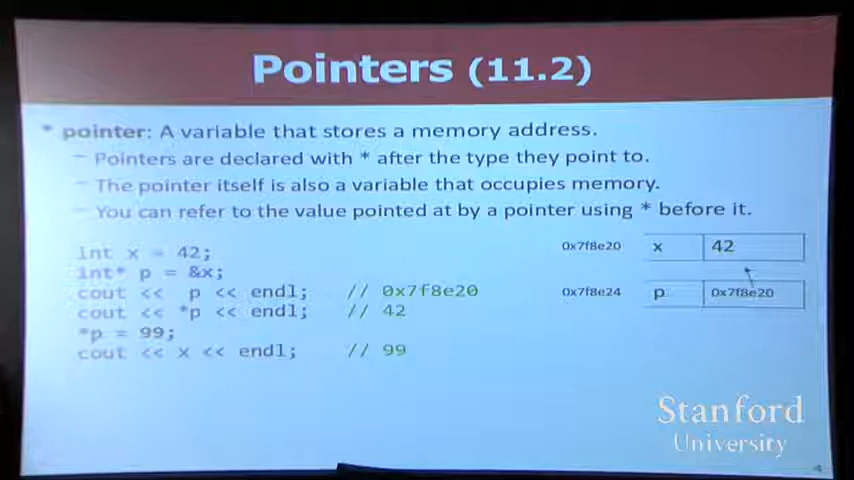 Pointers (11.2)
* pointer: A variable that stores a memory address.
– Pointers are declared with * after the type they point to.
– The pointer itself is also a variable that occupies memory.
– You can refer to the value pointed at by a pointer using * before it.
int x = 42;
int* p = &x;
cout << p << endl; // 0x7f8e20
cout << *p << endl; // 42
*p = 99;
cout << x << endl; // 99
0x7f8e20 x 42
0x7f8e24 p 0x7f8e20
Stanford
University
4